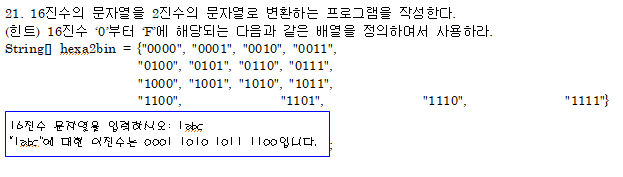 21. 16진수의 문자열을 2진수의 문자열로 변환하는 프로그램을 작성한다.
(힌트) 16진수 ‘0’부터 ‘F’에 해당되는 다음과 같은 배열을 정의하여서 사용하라.
String[] hexa2bin = {"0000", "0001", "0010", "0011",
"0100", "0101", "0110", "0111",
"1000", "1001", "1010", "1011",
"1100", "1101", "1110", "1111"}
16진수 문자열을 입력하시오: 1abc
“1abc”에 대한 이진수는 0001 1010 1011 1100입니다.
;